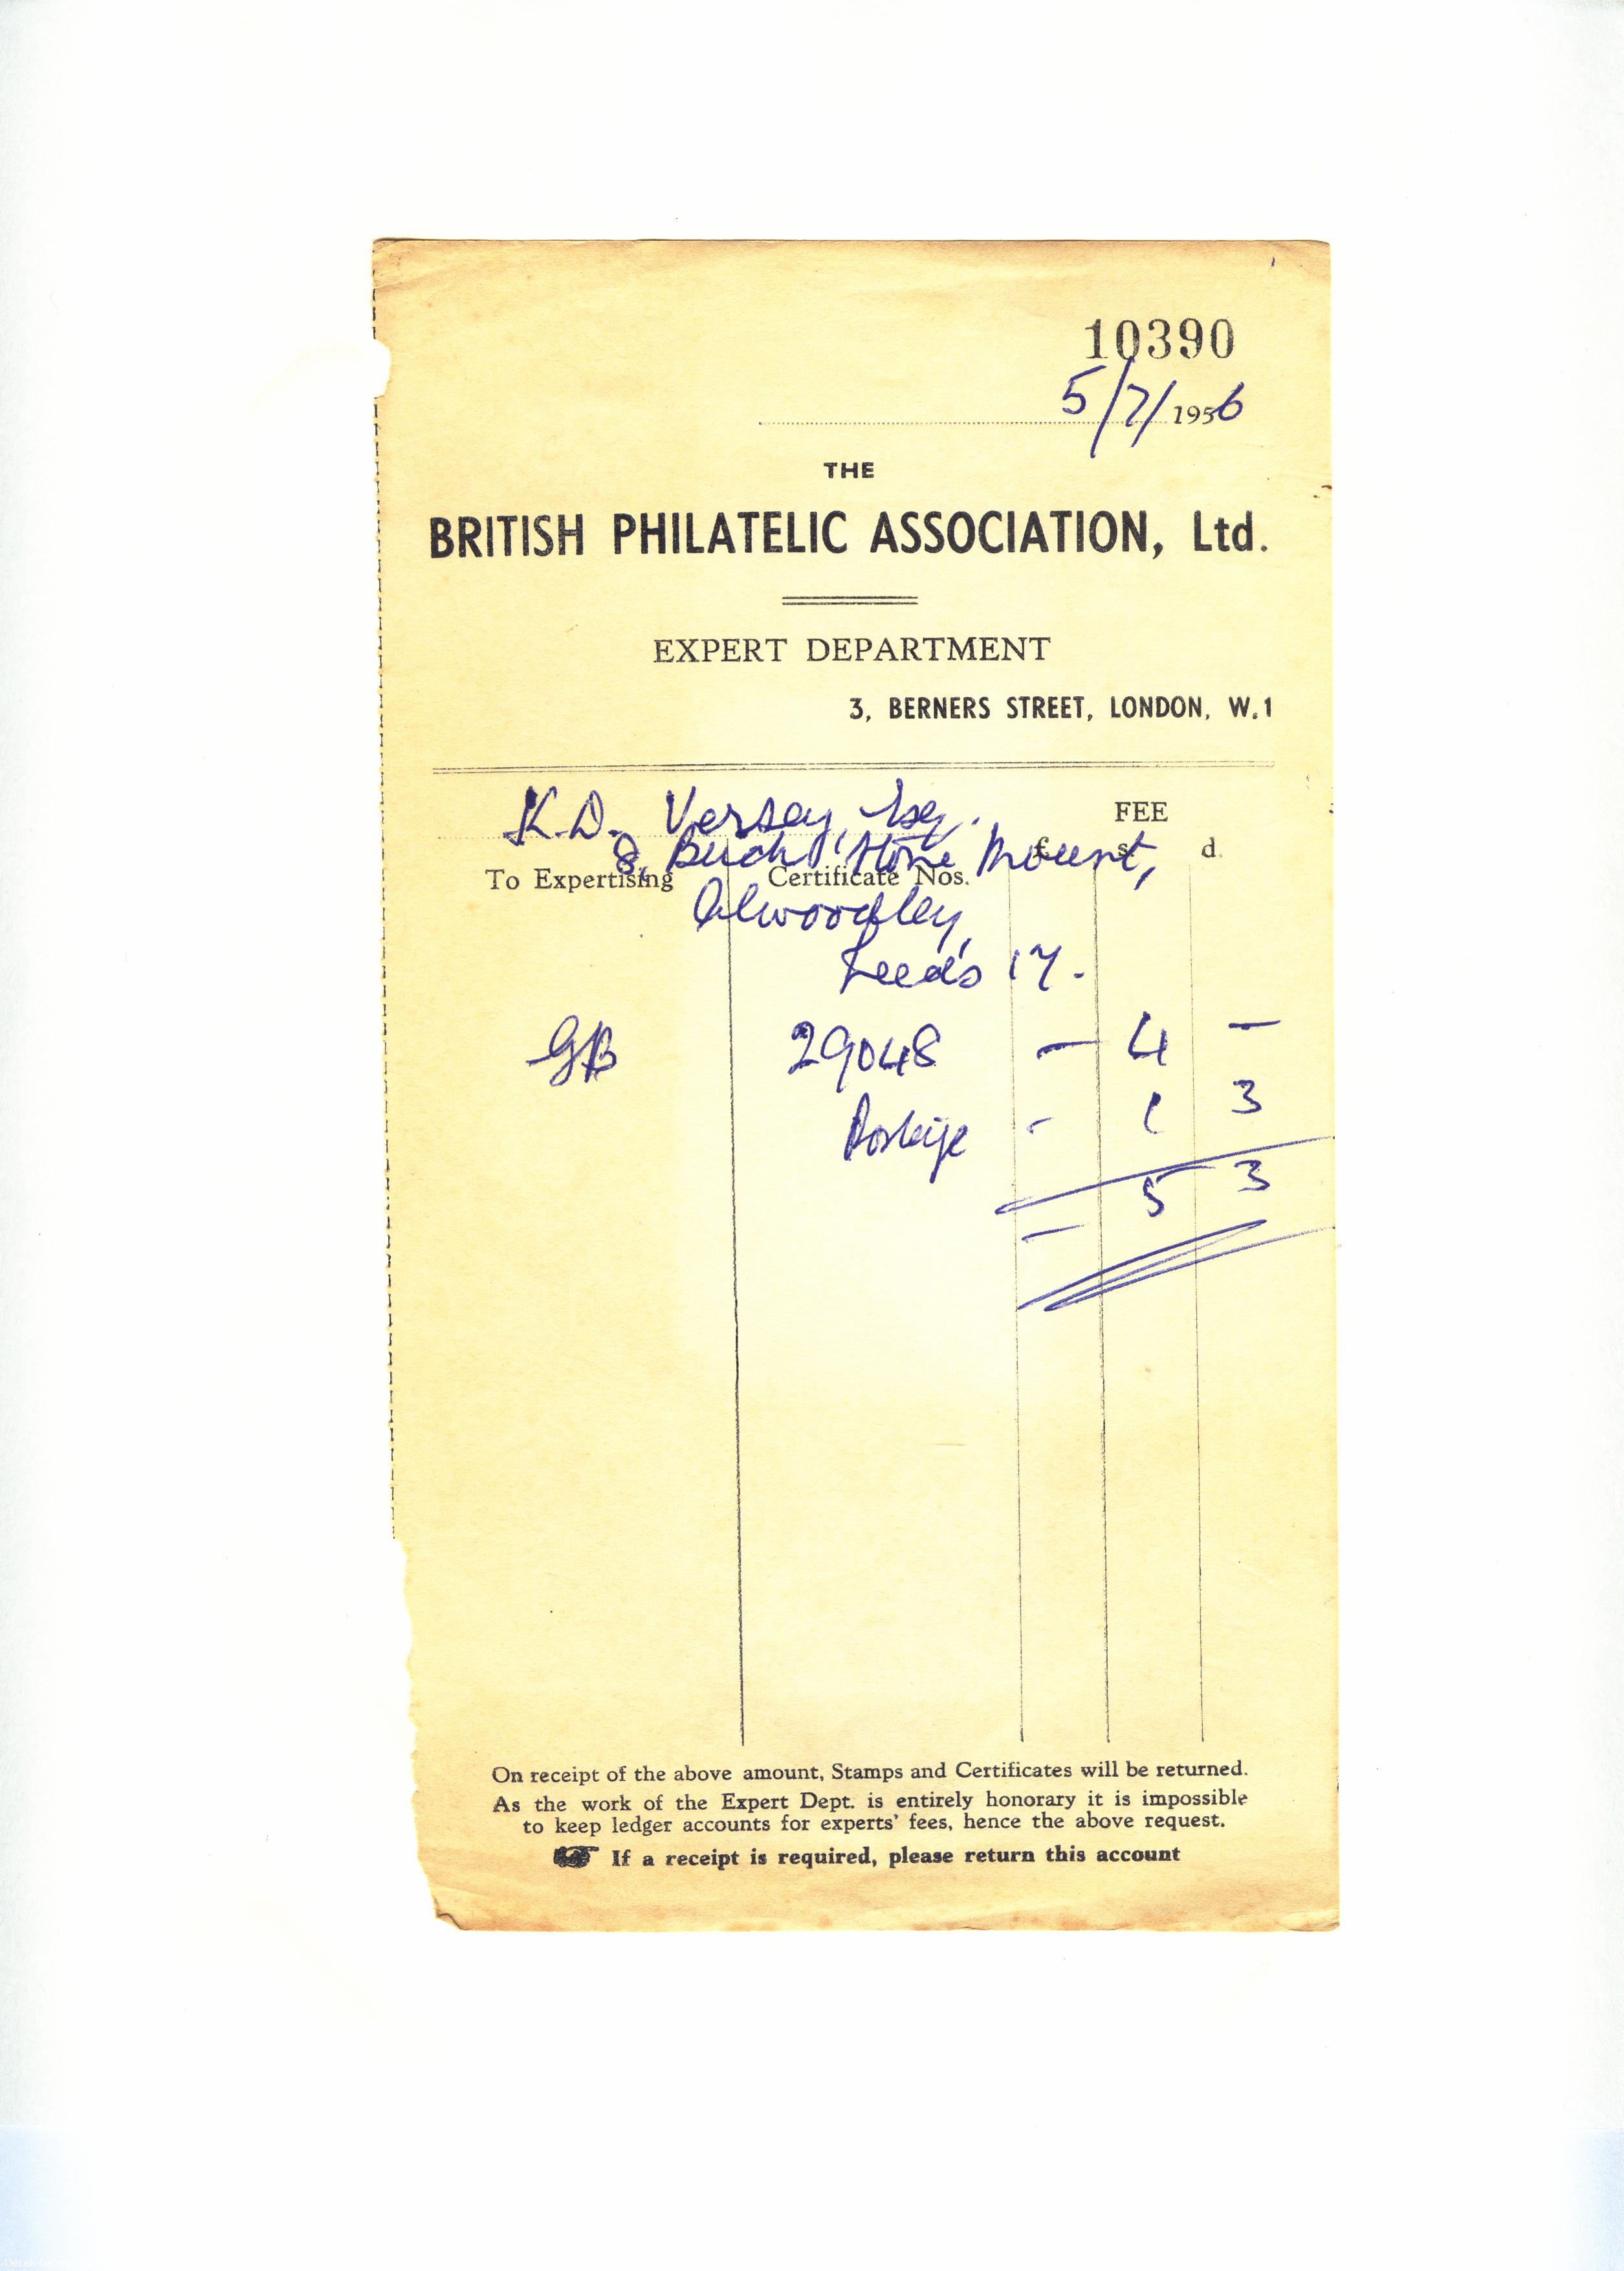 10390
5/7/1956
THE
BRITISH PHILATELIC ASSOCIATION, Ltd.
EXPERT DEPARTMENT
3, BERNERS STREET, LONDON, W.1
K.D. Versey, Esq.
FEE
8, Birch Stone Mount,
£ s. d.
To Expertising Certificate Nos.
Alwoodley,
Leeds 17.
GB 29048 - 4 -
Postage - 1 3
- 5 3
On receipt of the above amount, Stamps and Certificates will be returned.
As the work of the Expert Dept. is entirely honorary it is impossible
to keep ledger accounts for experts' fees, hence the above request.
☛ If a receipt is required, please return this account